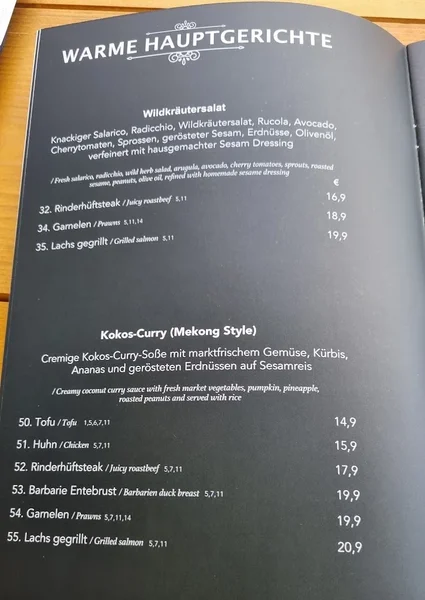 WARME HAUPTGERICHTE
Wildkräutersalat
Knackiger Salarico, Radicchio, Wildkräutersalat, Rucola, Avocado,
Cherrytomaten, Sprossen, gerösteter Sesam, Erdnüsse, Olivenöl,
verfeinert mit hausgemachter Sesam Dressing
/ Fresh salarico, radicchio, wild herb salad, arugula, avocado, cherry tomatoes, sprouts, roasted
sesame, peanuts, olive oil, refined with homemade sesame dressing
€
32. Rinderhüftsteak / Juicy roastbeef 5,11 16,9
34. Garnelen / Prawns 5,11,14 18,9
35. Lachs gegrillt / Grilled salmon 5,11 19,9
Kokos-Curry (Mekong Style)
Cremige Kokos-Curry-Soße mit marktfrischem Gemüse, Kürbis,
Ananas und gerösteten Erdnüssen auf Sesamreis
/ Creamy coconut curry sauce with fresh market vegetables, pumpkin, pineapple,
roasted peanuts and served with rice
50. Tofu / Tofu 1,5,6,7,11 14,9
51. Huhn / Chicken 5,7,11 15,9
52. Rinderhüftsteak / Juicy roastbeef 5,7,11 17,9
53. Barbarie Entebrust / Barbarien duck breast 5,7,11 19,9
54. Garnelen / Prawns 5,7,11,14 19,9
55. Lachs gegrillt / Grilled salmon 5,7,11 20,9